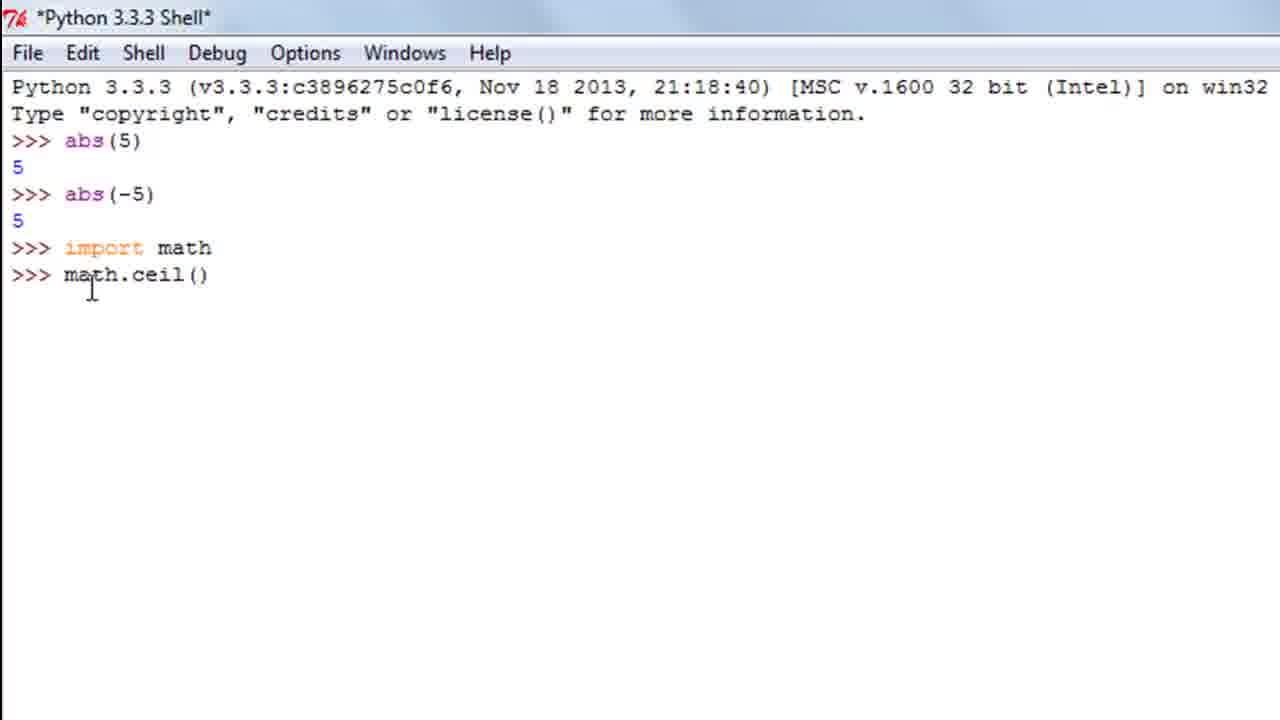 *Python 3.3.3 Shell*
File Edit Shell Debug Options Windows Help
Python 3.3.3 (v3.3.3:c3896275c0f6, Nov 18 2013, 21:18:40) [MSC v.1600 32 bit (Intel)] on win32
Type "copyright", "credits" or "license()" for more information.
>>> abs(5)
5
>>> abs(-5)
5
>>> import math
>>> math.ceil()